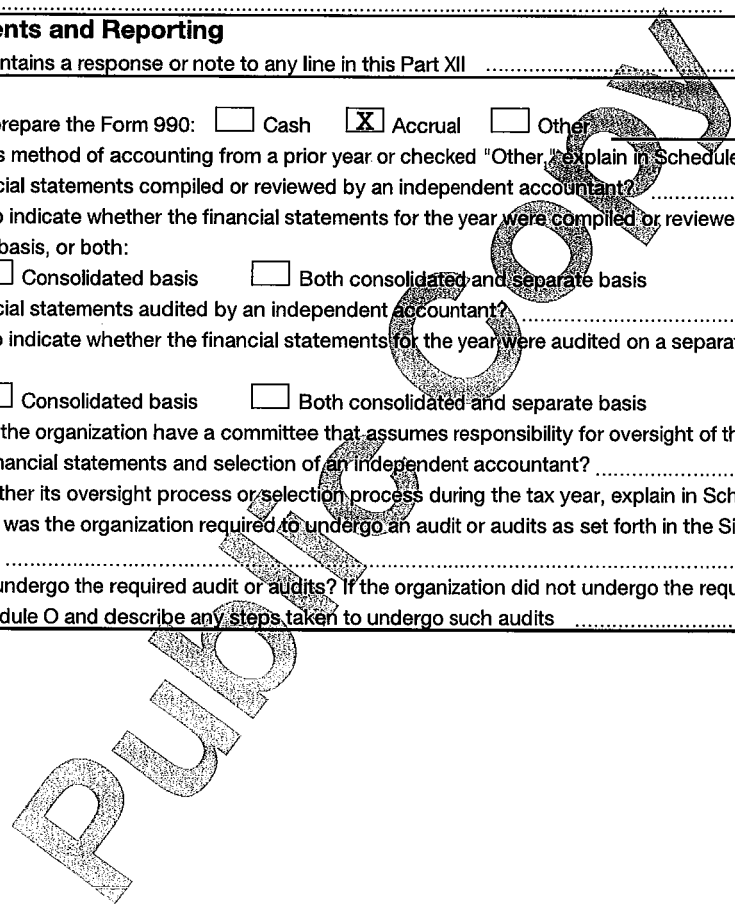 ents and Reporting
ntains a response or note to any line in this Part XII
repare the Form 990: Cash X Accrual Other
s method of accounting from a prior year or checked "Other," explain in Schedule
cial statements compiled or reviewed by an independent accountant?
o indicate whether the financial statements for the year were compiled or reviewe
basis, or both:
Consolidated basis Both consolidated and separate basis
cial statements audited by an independent accountant?
o indicate whether the financial statements for the year were audited on a separat
Consolidated basis Both consolidated and separate basis
the organization have a committee that assumes responsibility for oversight of th
nancial statements and selection of an independent accountant?
ther its oversight process or selection process during the tax year, explain in Sch
was the organization required to undergo an audit or audits as set forth in the Si
undergo the required audit or audits? If the organization did not undergo the requ
dule O and describe any steps taken to undergo such audits
Public Copy